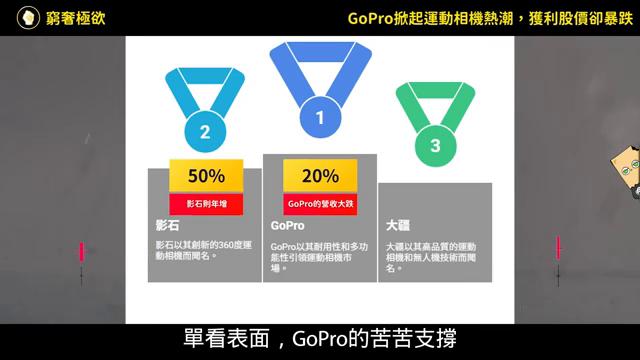 窮奢極欲
GoPro掀起運動相機熱潮，獲利股價卻暴跌
2
1
3
50%
影石則年增
20%
GoPro的營收大跌
影石
影石以其創新的360度運
動相機而聞名。
GoPro
GoPro以其耐用性和多功
能性引領運動相機市
場。
大疆
大疆以其高品質的運動
相機和無人機技術而聞
名。
單看表面，GoPro的苦苦支撐